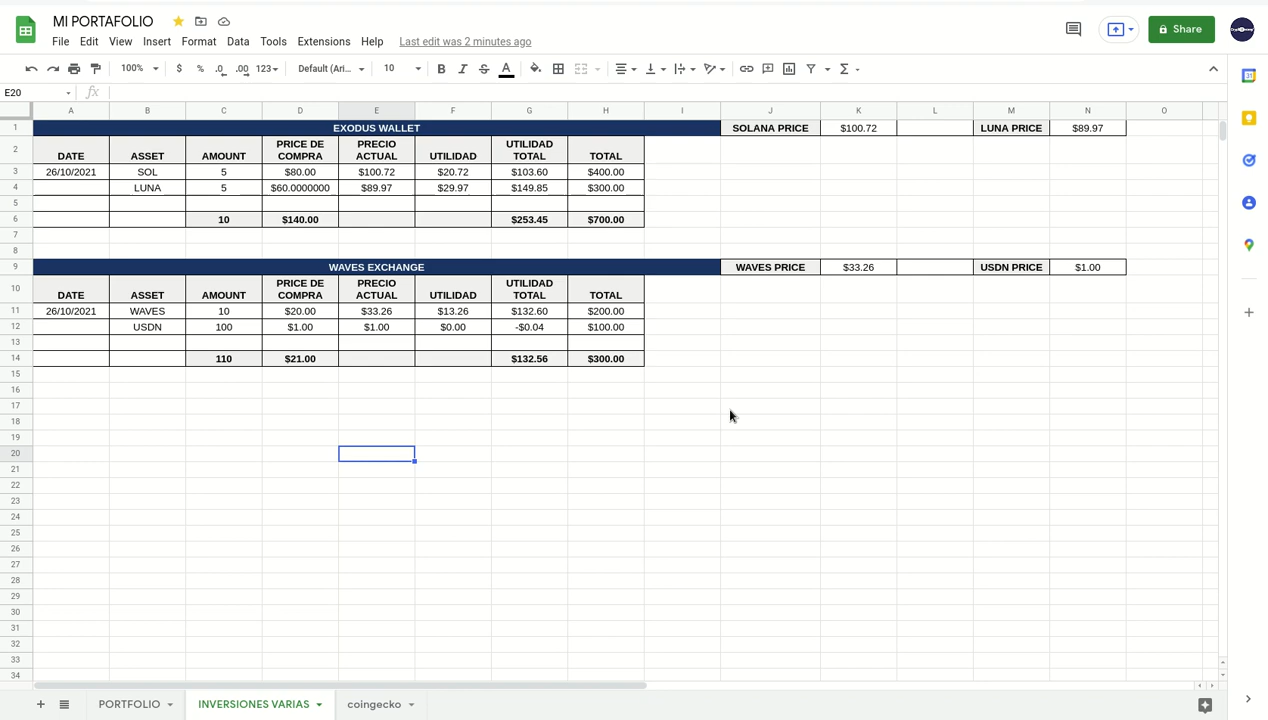 MI PORTAFOLIO
Share
File Edit View Insert Format Data Tools Extensions Help Last edit was 2 minutes ago
100% $ % .0 .00 123 Default (Ari... 10 B I S A Σ
E20 fx
A B C D E F G H I J K L M N O
1 EXODUS WALLET SOLANA PRICE $100.72 LUNA PRICE $89.97
2 DATE ASSET AMOUNT PRICE DE COMPRA PRECIO ACTUAL UTILIDAD UTILIDAD TOTAL TOTAL
3 26/10/2021 SOL 5 $80.00 $100.72 $20.72 $103.60 $400.00
4 LUNA 5 $60.0000000 $89.97 $29.97 $149.85 $300.00
5
6 10 $140.00 $253.45 $700.00
7
8
9 WAVES EXCHANGE WAVES PRICE $33.26 USDN PRICE $1.00
10 DATE ASSET AMOUNT PRICE DE COMPRA PRECIO ACTUAL UTILIDAD UTILIDAD TOTAL TOTAL
11 26/10/2021 WAVES 10 $20.00 $33.26 $13.26 $132.60 $200.00
12 USDN 100 $1.00 $1.00 $0.00 -$0.04 $100.00
13
14 110 $21.00 $132.56 $300.00
15
16
17
18
19
20
21
22
23
24
25
26
27
28
29
30
31
32
33
34
PORTFOLIO INVERSIONES VARIAS coingecko
31